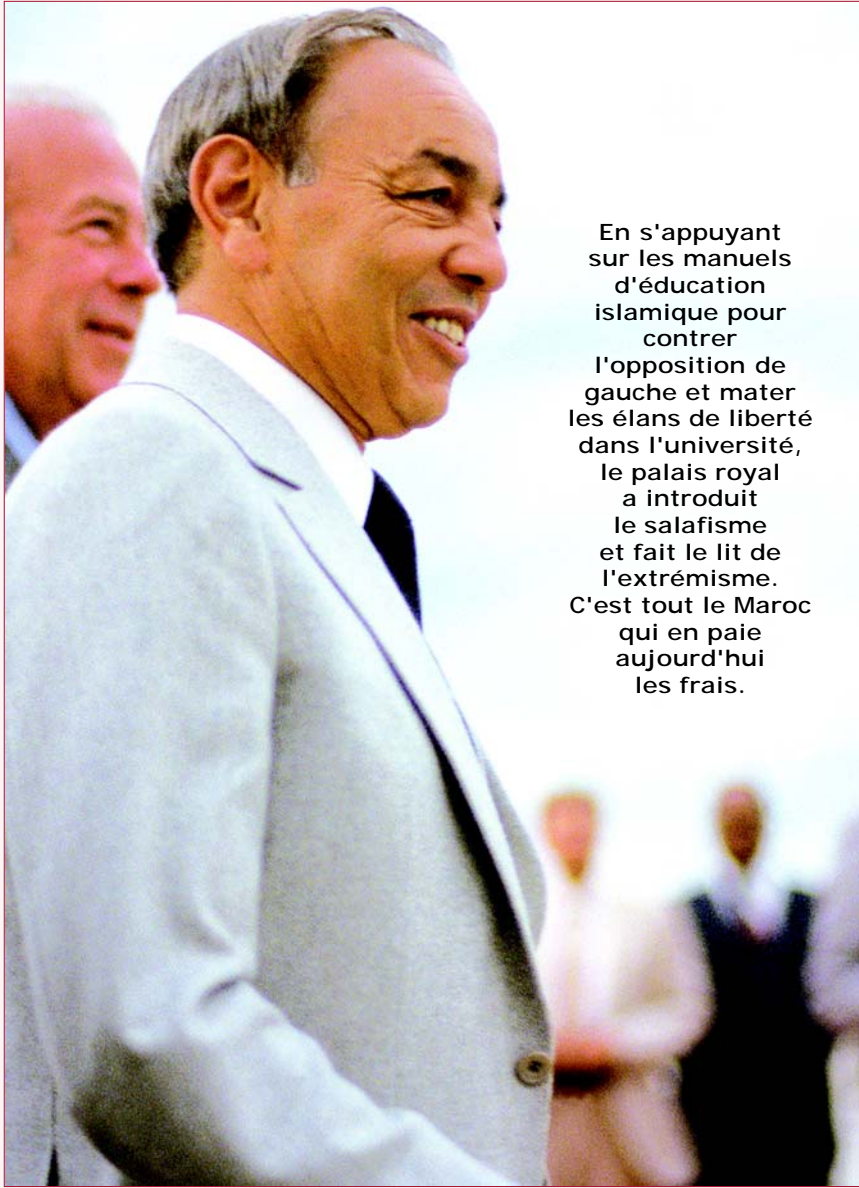 En s'appuyant
sur les manuels
d'éducation
islamique pour
contrer
l'opposition de
gauche et mater
les élans de liberté
dans l'université,
le palais royal
a introduit
le salafisme
et fait le lit de
l'extrémisme.
C'est tout le Maroc
qui en paie
aujourd'hui
les frais.